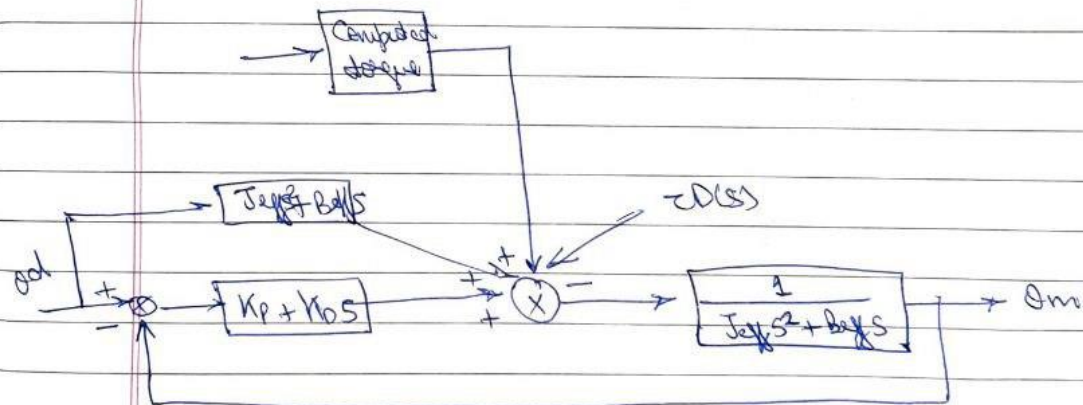 Computed
torque
Jeffs²+Beffs
τD(s)
θd
+
−
Kp + KDS
+
+
+
−
1
JeffS² + Beffs
θm